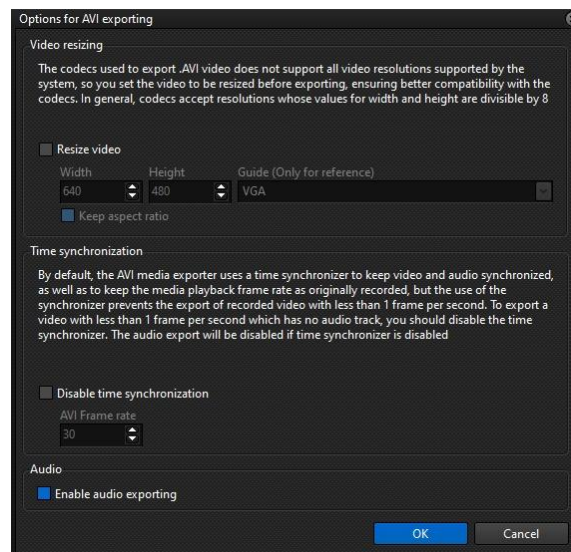 Options for AVI exporting
Video resizing
The codecs used to export .AVI video does not support all video resolutions supported by the
system, so you set the video to be resized before exporting, ensuring better compatibility with the
codecs. In general, codecs accept resolutions whose values for width and height are divisible by 8
Resize video
Width Height Guide (Only for reference)
640 480 VGA
Keep aspect ratio
Time synchronization
By default, the AVI media exporter uses a time synchronizer to keep video and audio synchronized,
as well as to keep the media playback frame rate as originally recorded, but the use of the
synchronizer prevents the export of recorded video with less than 1 frame per second. To export a
video with less than 1 frame per second which has no audio track, you should disable the time
synchronizer. The audio export will be disabled if time synchronizer is disabled
Disable time synchronization
AVI Frame rate
30
Audio
Enable audio exporting
OK Cancel